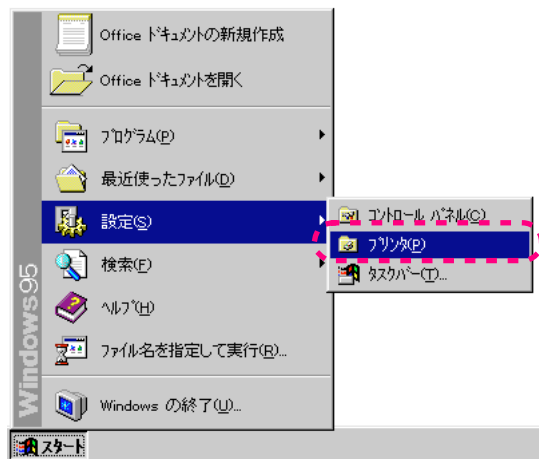 Office ﾄﾞｷｭﾒﾝﾄの新規作成
Office ﾄﾞｷｭﾒﾝﾄを開く
ﾌﾟﾛｸﾞﾗﾑ(P)
最近使ったﾌｧｲﾙ(D)
設定(S)
検索(F)
ﾍﾙﾌﾟ(H)
ﾌｧｲﾙ名を指定して実行(R)...
Windows の終了(U)...
ｺﾝﾄﾛｰﾙ ﾊﾟﾈﾙ(C)
ﾌﾟﾘﾝﾀ(P)
ﾀｽｸﾊﾞｰ(T)...
Windows95
スタート